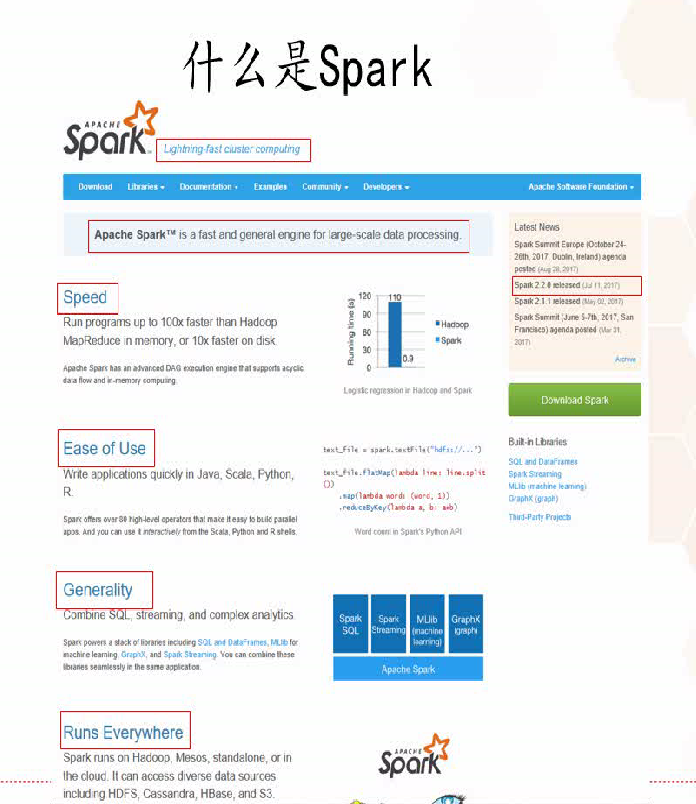 什么是Spark
APACHE
Spark™
Lightning-fast cluster computing
Download Libraries Documentation Examples Community Developers Apache Software Foundation
Apache Spark™ is a fast and general engine for large-scale data processing.
Latest News
Spark Summit Europe (October 24-
26th, 2017, Dublin, Ireland) agenda
posted (Aug 28, 2017)
Spark 2.2.0 released (Jul 11, 2017)
Spark 2.1.1 released (May 02, 2017)
Spark Summit (June 5-7th, 2017, San
Francisco) agenda posted (Mar 31,
2017)
Archive
Download Spark
Built-in Libraries:
SQL and DataFrames
Spark Streaming
MLlib (machine learning)
GraphX (graph)
Third-Party Projects
Speed
Run programs up to 100x faster than Hadoop
MapReduce in memory, or 10x faster on disk.
Apache Spark has an advanced DAG execution engine that supports acyclic
data flow and in-memory computing.
Running time (s)
120
90
60
30
0
110
0.9
Hadoop
Spark
Logistic regression in Hadoop and Spark
Ease of Use
Write applications quickly in Java, Scala, Python,
R.
Spark offers over 80 high-level operators that make it easy to build parallel
apps. And you can use it interactively from the Scala, Python and R shells.
text_file = spark.textFile("hdfs://...")
text_file.flatMap(lambda line: line.split
())
.map(lambda word: (word, 1))
.reduceByKey(lambda a, b: a+b)
Word count in Spark's Python API
Generality
Combine SQL, streaming, and complex analytics.
Spark powers a stack of libraries including SQL and DataFrames, MLlib for
machine learning, GraphX, and Spark Streaming. You can combine these
libraries seamlessly in the same application.
Spark
SQL
Spark
Streaming
MLlib
(machine
learning)
GraphX
(graph)
Apache Spark
Runs Everywhere
Spark runs on Hadoop, Mesos, standalone, or in
the cloud. It can access diverse data sources
including HDFS, Cassandra, HBase, and S3.
APACHE
Spark